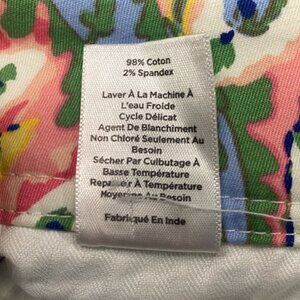 98% Coton
2% Spandex
Laver À La Machine À
L'eau Froide
Cycle Délicat
Agent De Blanchiment
Non Chloré Seulement Au
Besoin
Sécher Par Culbutage À
Basse Température
Repasser À Température
Moyenne Au Besoin
Fabriqué En Inde